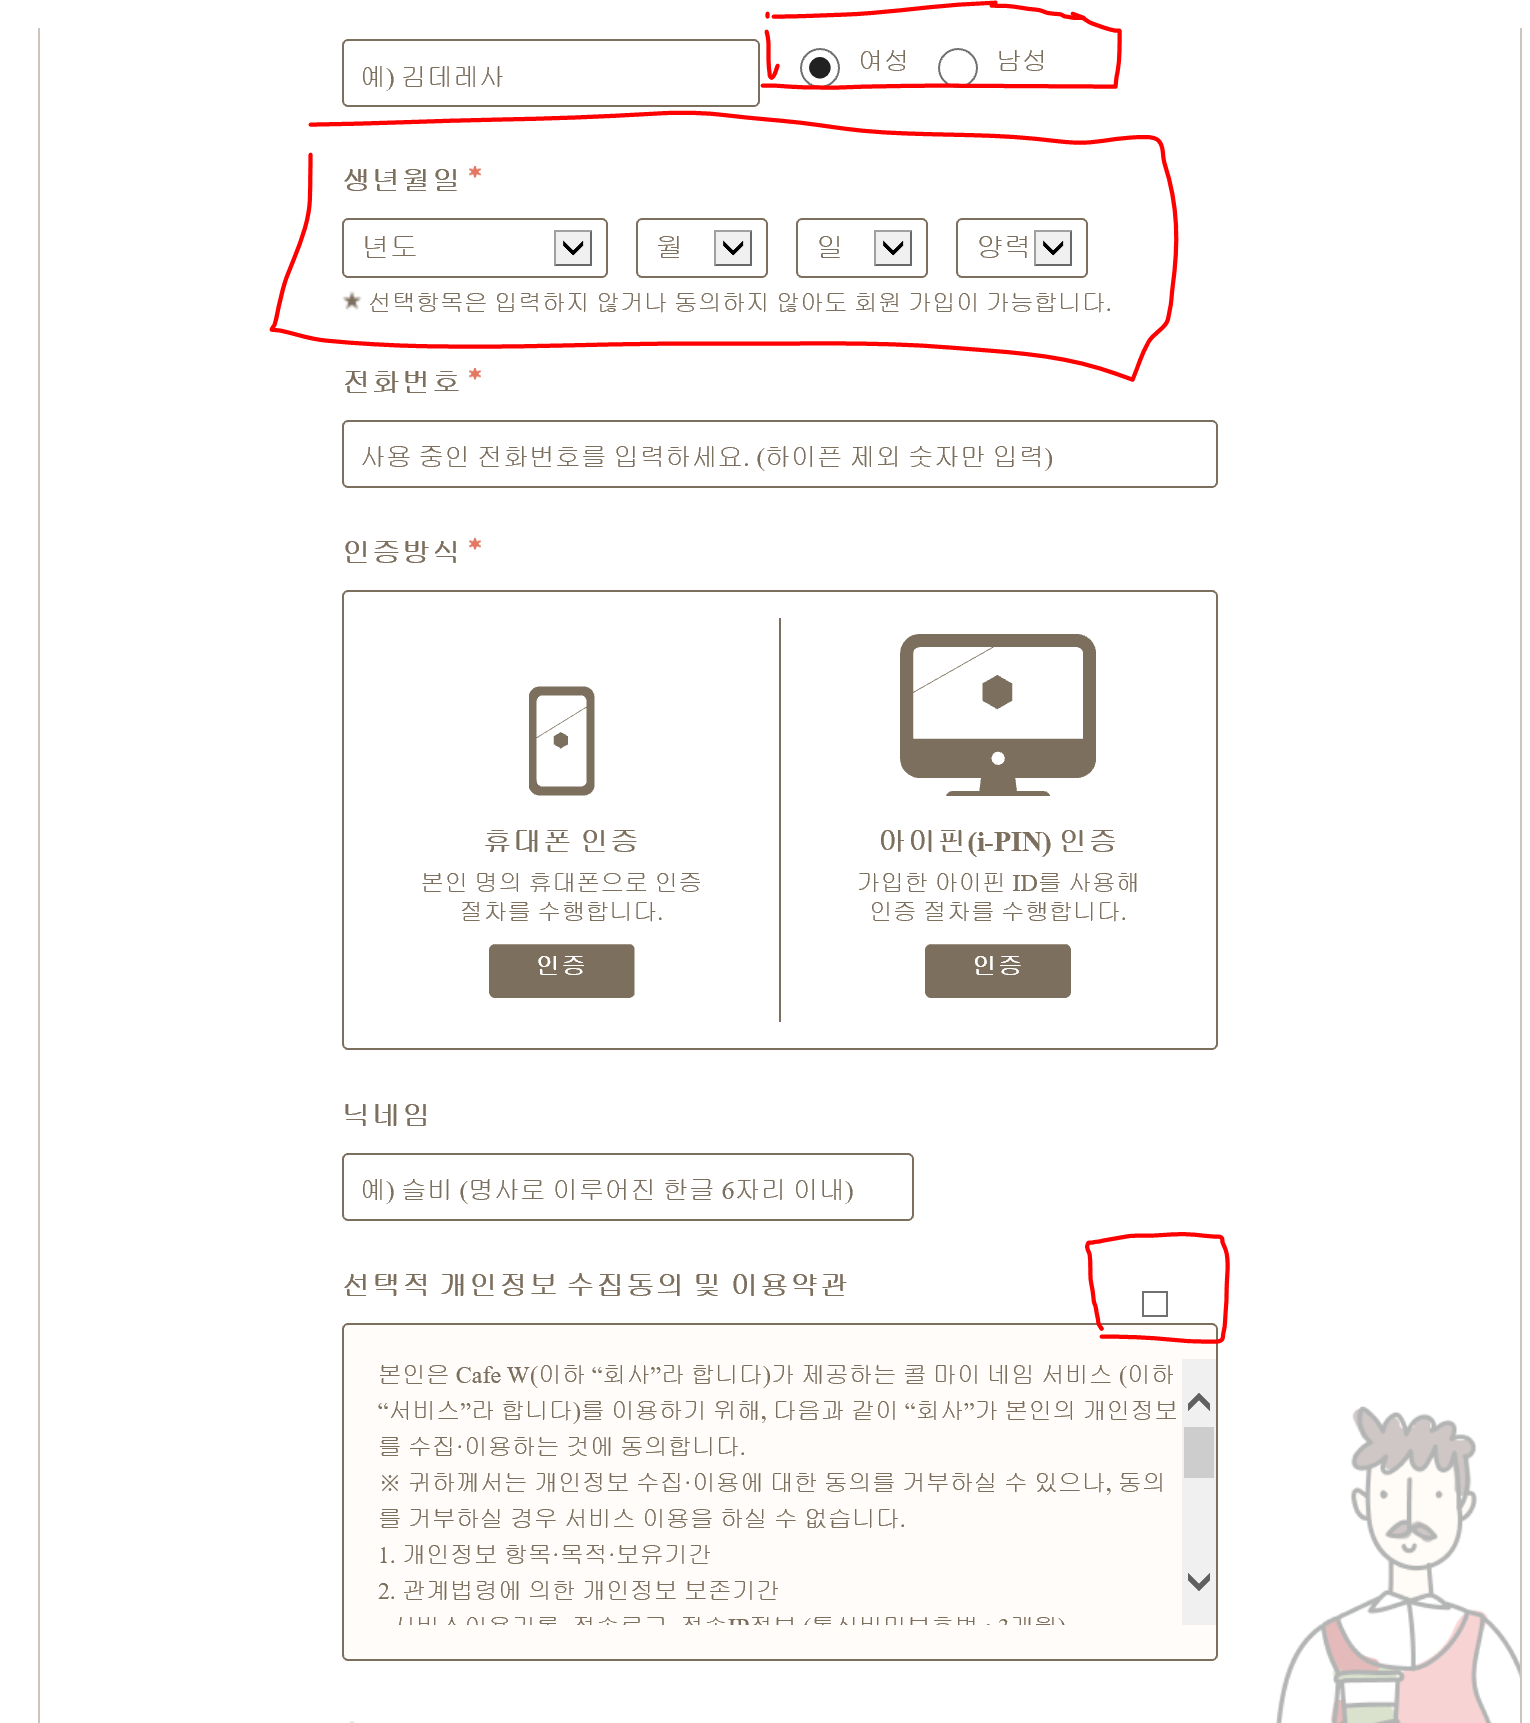 예) 김데레사
여성
남성
생년월일 *
년도
월
일
양력
★ 선택항목은 입력하지 않거나 동의하지 않아도 회원 가입이 가능합니다.
전화번호 *
사용 중인 전화번호를 입력하세요. (하이픈 제외 숫자만 입력)
인증방식 *
휴대폰 인증
본인 명의 휴대폰으로 인증
절차를 수행합니다.
인증
아이핀(i-PIN) 인증
가입한 아이핀 ID를 사용해
인증 절차를 수행합니다.
인증
닉네임
예) 슬비 (명사로 이루어진 한글 6자리 이내)
선택적 개인정보 수집동의 및 이용약관
본인은 Cafe W(이하 “회사”라 합니다)가 제공하는 콜 마이 네임 서비스 (이하
“서비스”라 합니다)를 이용하기 위해, 다음과 같이 “회사”가 본인의 개인정보
를 수집·이용하는 것에 동의합니다.
※ 귀하께서는 개인정보 수집·이용에 대한 동의를 거부하실 수 있으나, 동의
를 거부하실 경우 서비스 이용을 하실 수 없습니다.
1. 개인정보 항목·목적·보유기간
2. 관계법령에 의한 개인정보 보존기간